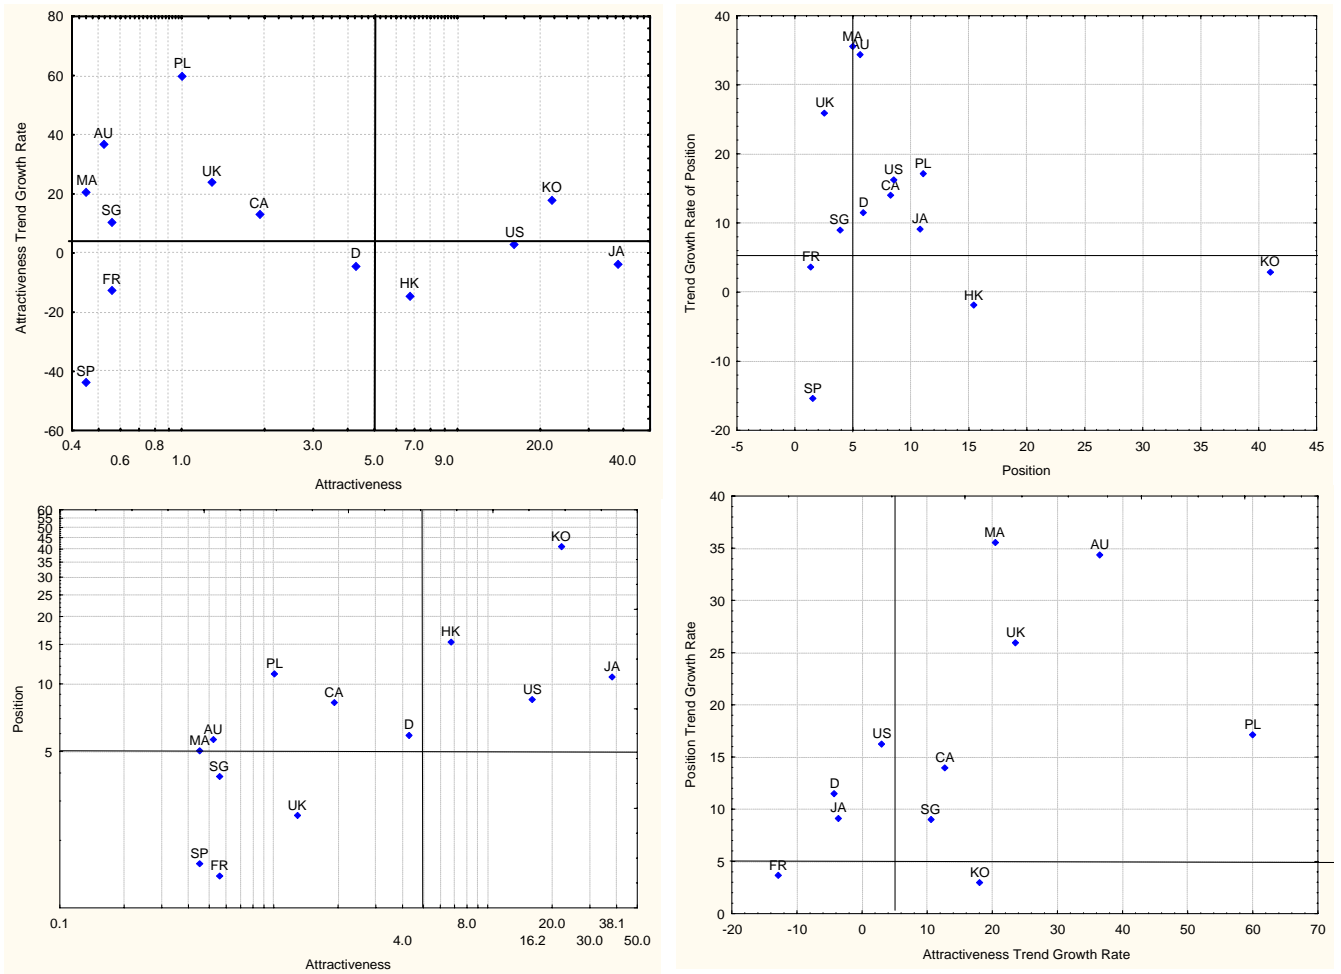 80
60
40
20
0
-20
-40
-60
Attractiveness Trend Growth Rate
PL
AU
MA
SG
UK
CA
KO
US
D
JA
HK
FR
SP
0.4 0.8 3.0 7.0 20.0
0.6 1.0 5.0 9.0 40.0
Attractiveness
40
30
20
10
0
-10
-20
Trend Growth Rate of Position
MA
AU
UK
PL
US
CA
D
SG
JA
FR
KO
HK
SP
-5 0 5 10 15 20 25 30 35 40 45
Position
60
55
50
45
40
35
30
25
20
15
10
5
Position
KO
HK
PL
JA
CA
US
AU
D
MA
SG
UK
SP
FR
0.1 8.0 20.0 38.1
4.0 16.2 30.0 50.0
Attractiveness
40
35
30
25
20
15
10
5
0
Position Trend Growth Rate
MA
AU
UK
PL
US
CA
D
JA
SG
FR
KO
-20 -10 0 10 20 30 40 50 60 70
Attractiveness Trend Growth Rate